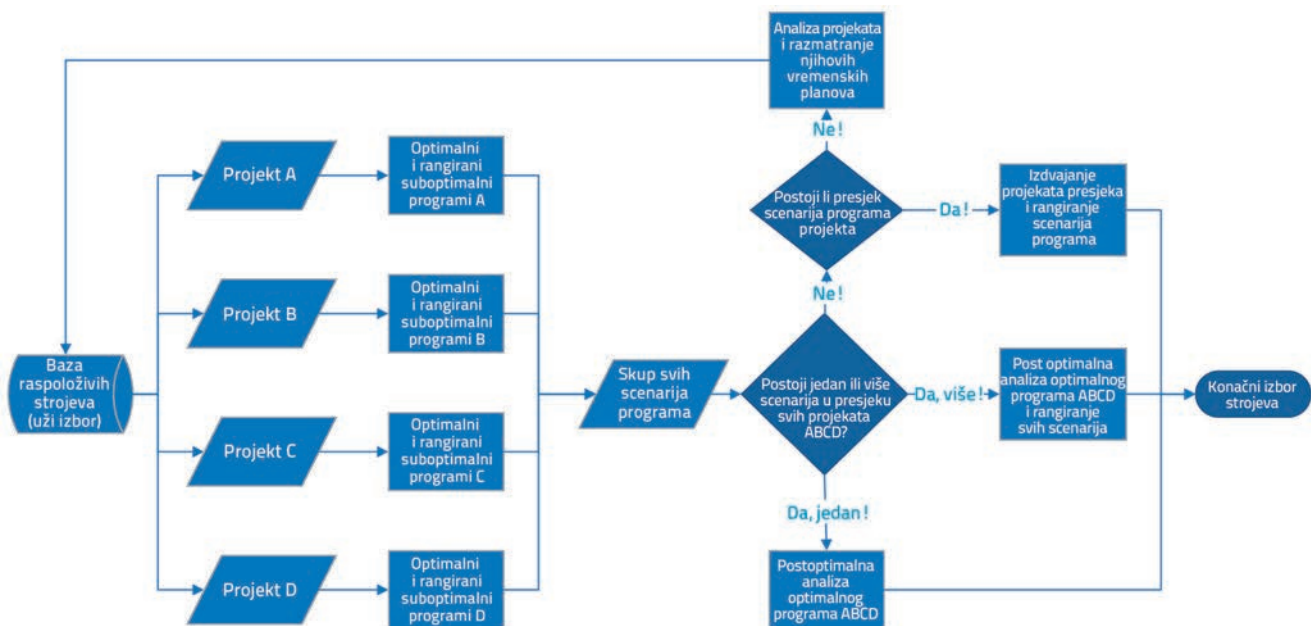 Analiza projekata
i razmatranje
njihovih
vremenskih
planova
Ne!
Projekt A
Optimalni
i rangirani
suboptimalni
programi A
Postoji li presjek
scenarija programa
projekta
Da!
Izdvajanje
projekata presjeka
i rangiranje
scenarija
programa
Projekt B
Optimalni
i rangirani
suboptimalni
programi B
Ne!
Baza
raspoloživih
strojeva
(uži izbor)
Skup svih
scenarija
programa
Postoji jedan ili više
scenarija u presjeku
svih projekata
ABCD?
Da, više!
Post optimalna
analiza optimalnog
programa ABCD
i rangiranje
svih scenarija
Konačni izbor
strojeva
Projekt C
Optimalni
i rangirani
suboptimalni
programi C
Da, jedan!
Projekt D
Optimalni
i rangirani
suboptimalni
programi D
Postoptimalna
analiza
optimalnog
programa ABCD